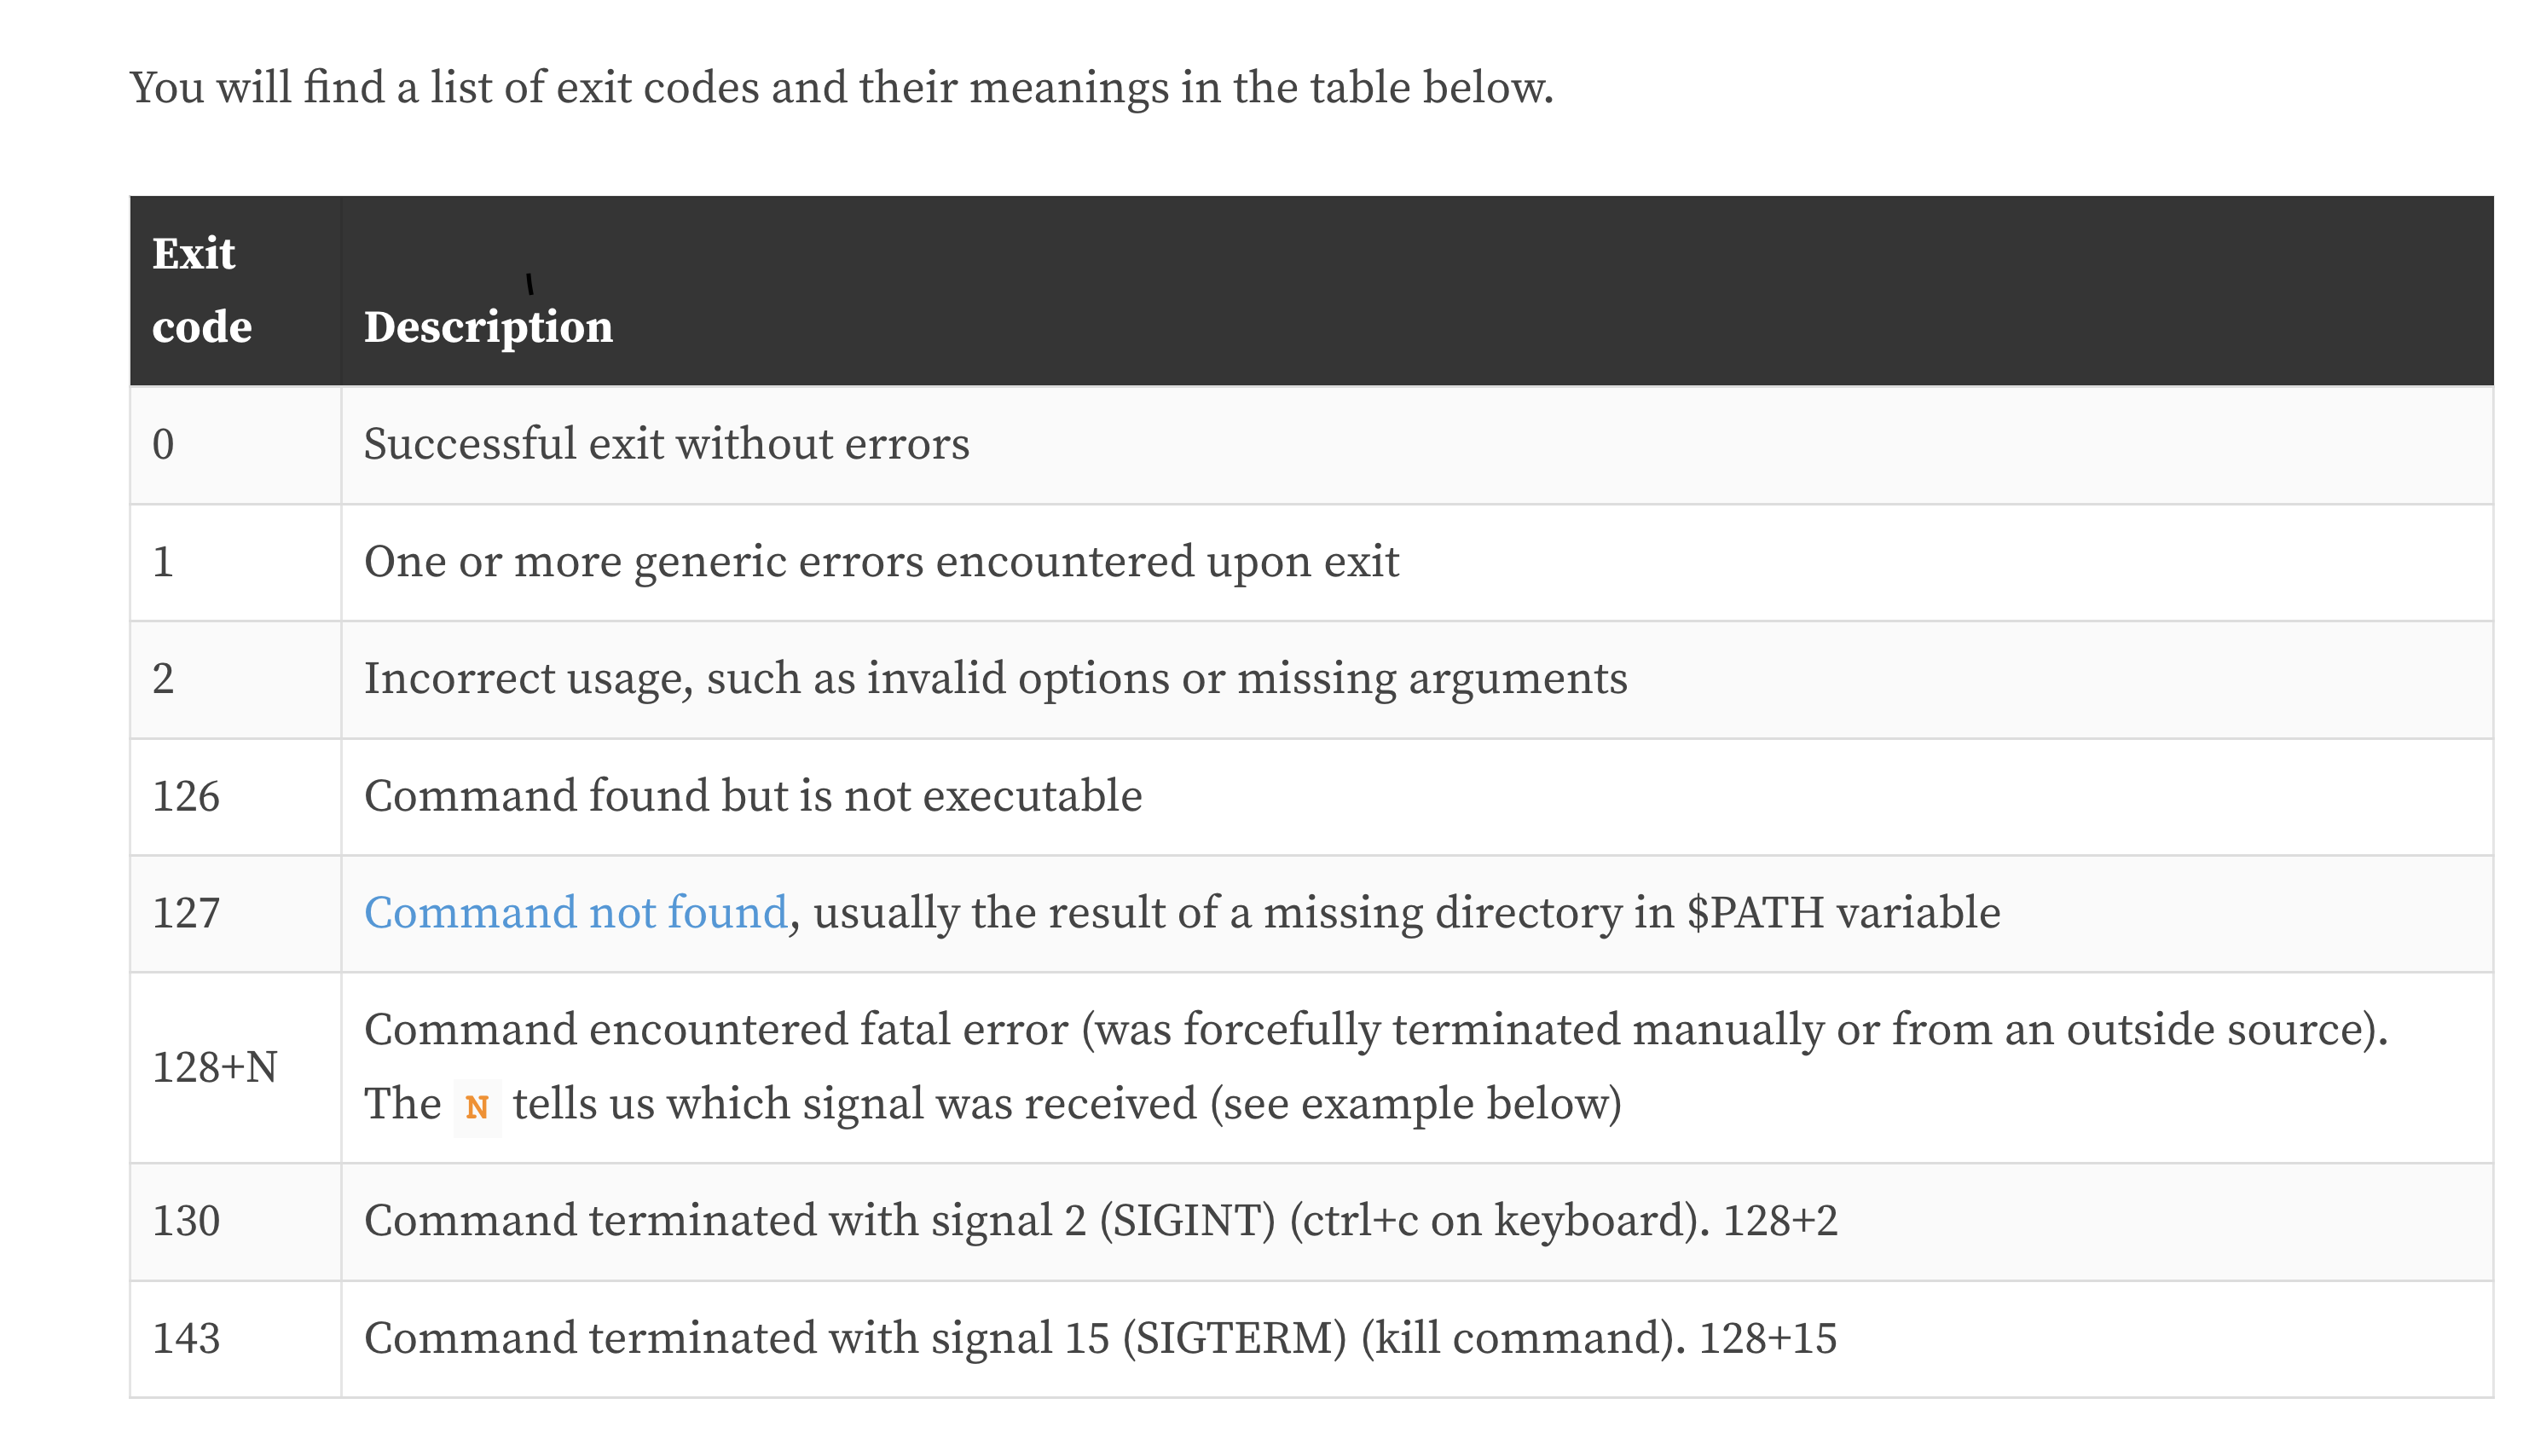 You will find a list of exit codes and their meanings in the table below.
Exit
code
Description
0
Successful exit without errors
1
One or more generic errors encountered upon exit
2
Incorrect usage, such as invalid options or missing arguments
126
Command found but is not executable
127
Command not found, usually the result of a missing directory in $PATH variable
128+N
Command encountered fatal error (was forcefully terminated manually or from an outside source).
The N tells us which signal was received (see example below)
130
Command terminated with signal 2 (SIGINT) (ctrl+c on keyboard). 128+2
143
Command terminated with signal 15 (SIGTERM) (kill command). 128+15